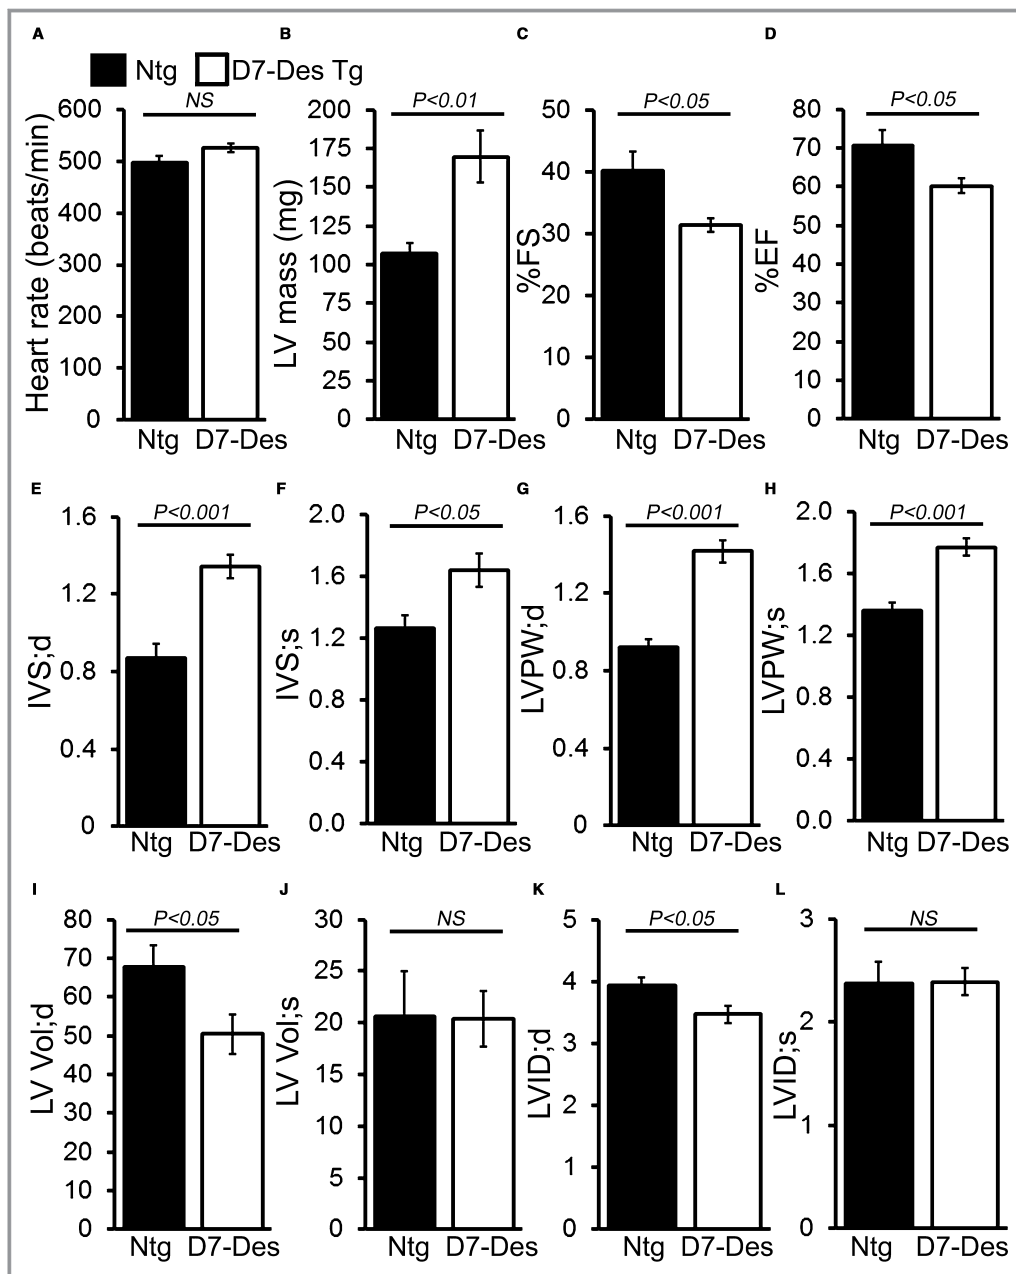 A B C D
Ntg D7-Des Tg
NS P<0.01 P<0.05 P<0.05
Heart rate (beats/min)
600
500
400
300
200
100
0
Ntg D7-Des
LV mass (mg)
200
175
150
125
100
75
50
25
0
Ntg D7-Des
%FS
50
40
30
20
10
0
Ntg D7-Des
%EF
80
70
60
50
40
30
20
10
0
Ntg D7-Des
E F G H
P<0.001 P<0.05 P<0.001 P<0.001
IVS;d
1.6
1.2
0.8
0.4
0
Ntg D7-Des
IVS;s
2.0
1.6
1.2
0.8
0.4
0.0
Ntg D7-Des
LVPW;d
1.6
1.2
0.8
0.4
0
Ntg D7-Des
LVPW;s
2.0
1.6
1.2
0.8
0.4
0.0
Ntg D7-Des
I J K L
P<0.05 NS P<0.05 NS
LV Vol;d
80
70
60
50
40
30
20
10
0
Ntg D7-Des
LV Vol;s
30
25
20
15
10
5
0
Ntg D7-Des
LVID;d
5
4
3
2
1
0
Ntg D7-Des
LVID;s
3
2
1
0
Ntg D7-Des